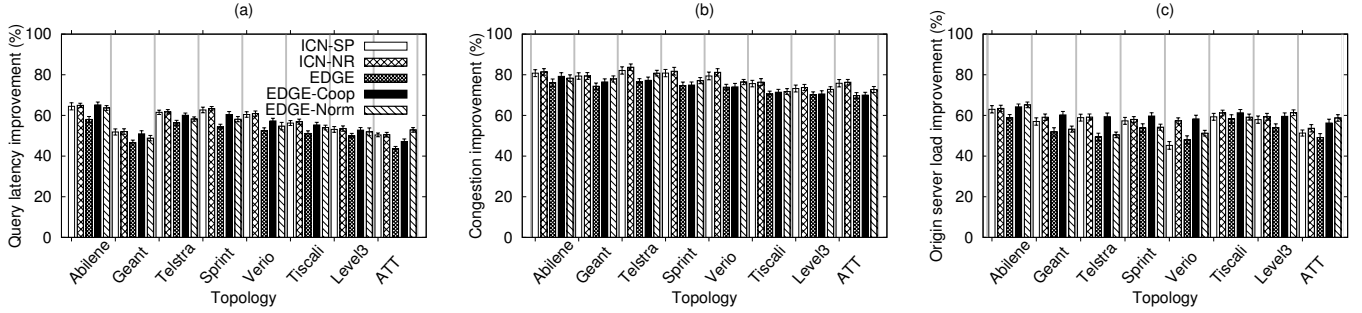 (a)
Query latency improvement (%)
100
80
60
40
20
0
ICN-SP
ICN-NR
EDGE
EDGE-Coop
EDGE-Norm
Abilene
Geant
Telstra
Sprint
Verio
Tiscali
Level3
ATT
Topology
(b)
Congestion improvement (%)
100
80
60
40
20
0
Abilene
Geant
Telstra
Sprint
Verio
Tiscali
Level3
ATT
Topology
(c)
Origin server load improvement (%)
100
80
60
40
20
0
Abilene
Geant
Telstra
Sprint
Verio
Tiscali
Level3
ATT
Topology